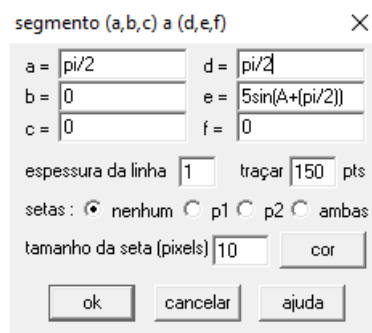 segmento (a,b,c) a (d,e,f)
a = pi/2 d = pi/2
b = 0 e = 5sin(A+(pi/2))
c = 0 f = 0
espessura da linha 1 traçar 150 pts
setas : nenhum p1 p2 ambas
tamanho da seta (pixels) 10 cor
ok cancelar ajuda